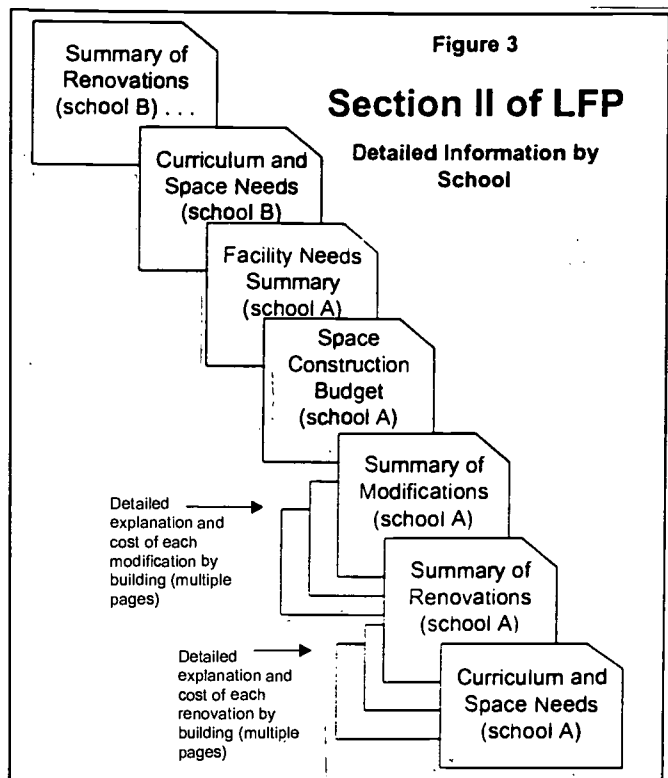 Figure 3
Section II of LFP
Detailed Information by
School
Summary of
Renovations
(school B) . . .
Curriculum and
Space Needs
(school B)
Facility Needs
Summary
(school A)
Space
Construction
Budget
(school A)
Summary of
Modifications
(school A)
Detailed
explanation and
cost of each
modification by
building (multiple
pages)
Summary of
Renovations
(school A)
Detailed
explanation and
cost of each
renovation by
building (multiple
pages)
Curriculum and
Space Needs
(school A)